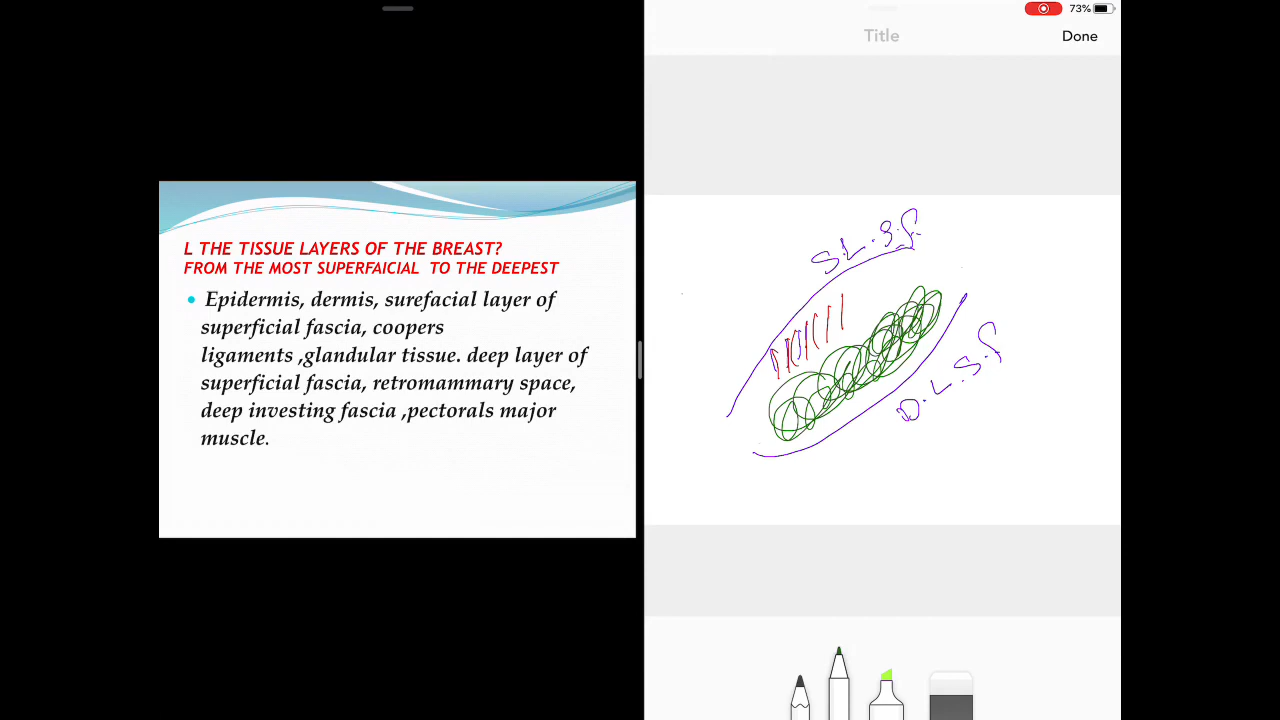 73%
Title
Done
L THE TISSUE LAYERS OF THE BREAST?
FROM THE MOST SUPERFAICIAL TO THE DEEPEST
• Epidermis, dermis, surefacial layer of
superficial fascia, coopers
ligaments ,glandular tissue. deep layer of
superficial fascia, retromammary space,
deep investing fascia ,pectorals major
muscle.
S.L.S.F.
D.L.S.F